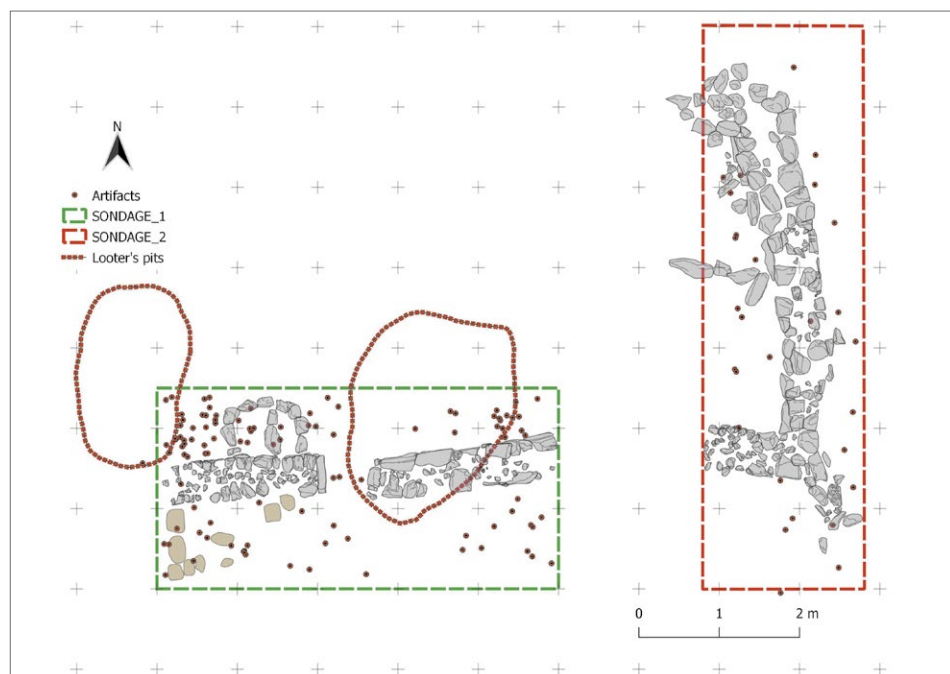 N
Artifacts
SONDAGE_1
SONDAGE_2
Looter's pits
0 1 2 m